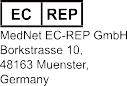 EC REP
MedNet EC-REP GmbH
Borkstrasse 10,
48163 Muenster,
Germany